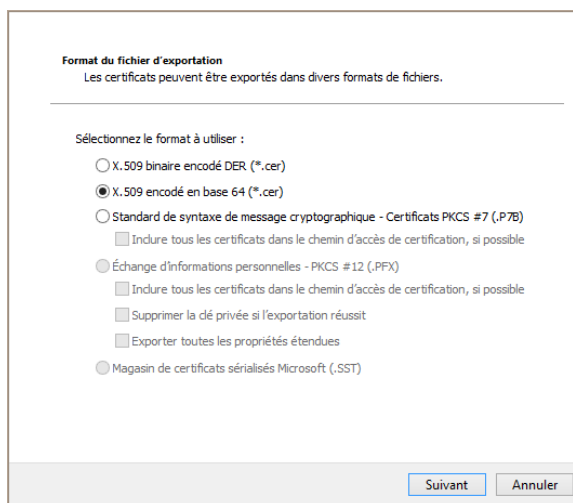 Format du fichier d'exportation
Les certificats peuvent être exportés dans divers formats de fichiers.
Sélectionnez le format à utiliser :
X.509 binaire encodé DER (*.cer)
X.509 encodé en base 64 (*.cer)
Standard de syntaxe de message cryptographique - Certificats PKCS #7 (.P7B)
Inclure tous les certificats dans le chemin d'accès de certification, si possible
Échange d'informations personnelles - PKCS #12 (.PFX)
Inclure tous les certificats dans le chemin d'accès de certification, si possible
Supprimer la clé privée si l'exportation réussit
Exporter toutes les propriétés étendues
Magasin de certificats sérialisés Microsoft (.SST)
Suivant Annuler